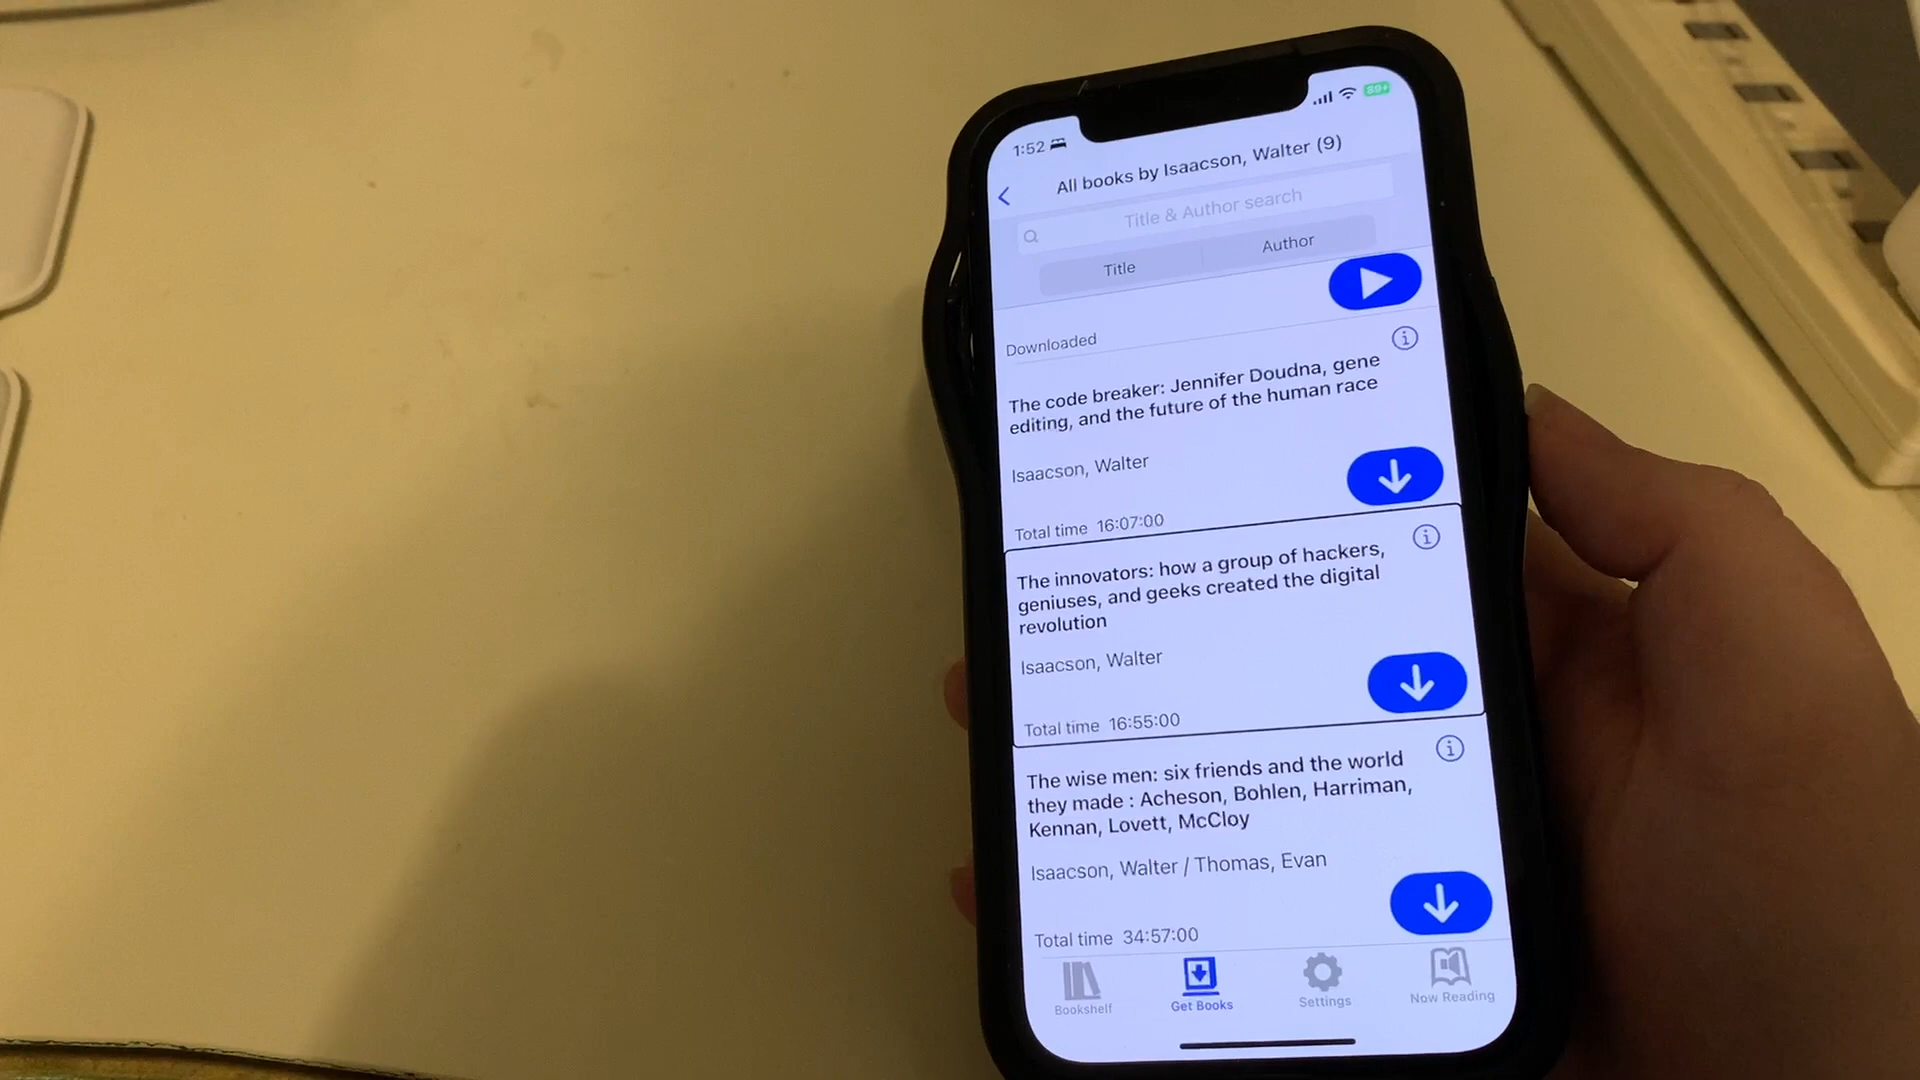 1:52
89+
All books by Isaacson, Walter (9)
Title & Author search
Title
Author
Downloaded
The code breaker: Jennifer Doudna, gene
editing, and the future of the human race
Isaacson, Walter
Total time 16:07:00
The innovators: how a group of hackers,
geniuses, and geeks created the digital
revolution
Isaacson, Walter
Total time 16:55:00
The wise men: six friends and the world
they made : Acheson, Bohlen, Harriman,
Kennan, Lovett, McCloy
Isaacson, Walter / Thomas, Evan
Total time 34:57:00
Bookshelf
Get Books
Settings
Now Reading